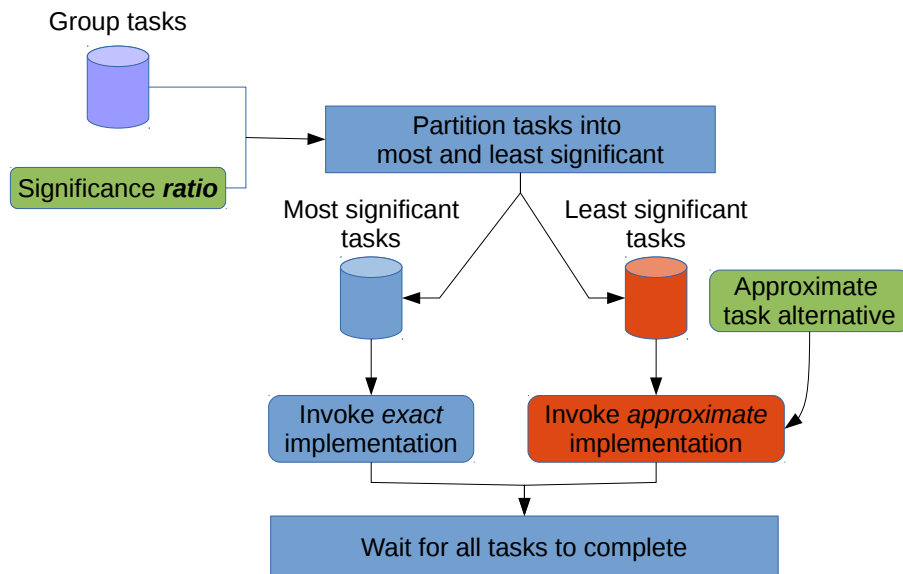 Group tasks
Partition tasks into
most and least significant
Significance ratio
Most significant
tasks
Least significant
tasks
Approximate
task alternative
Invoke exact
implementation
Invoke approximate
implementation
Wait for all tasks to complete